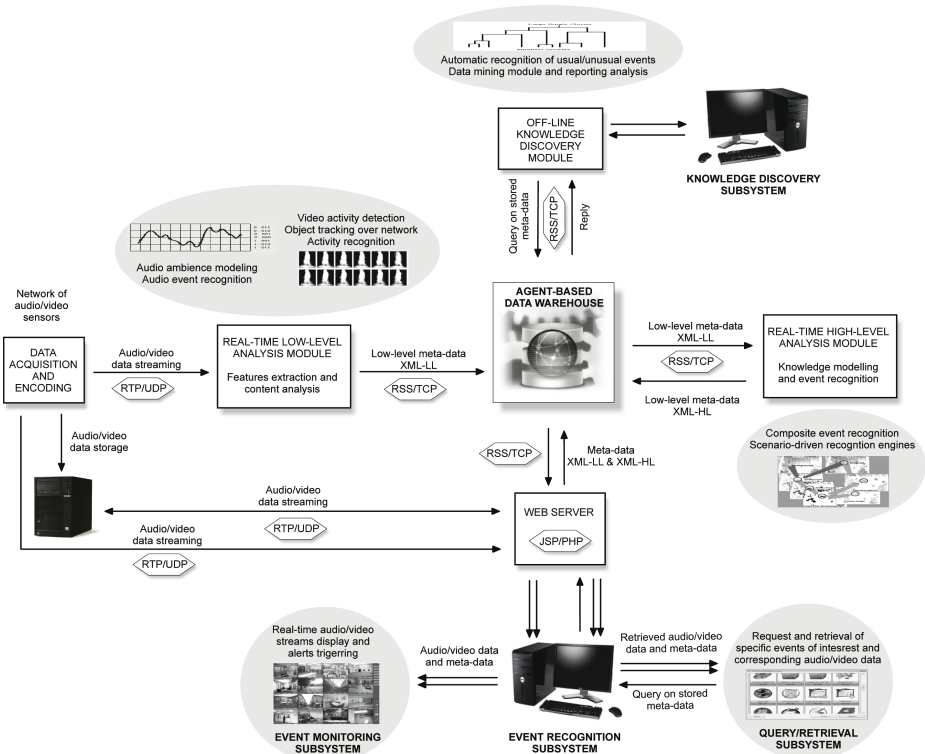 Automatic recognition of usual/unusual events
Data mining module and reporting analysis
OFF-LINE
KNOWLEDGE
DISCOVERY
MODULE
KNOWLEDGE DISCOVERY
SUBSYSTEM
Query on stored
meta-data
RSS/TCP
Reply
Video activity detection
Object tracking over network
Activity recognition
Audio ambience modeling
Audio event recognition
Network of
audio/video
sensors
DATA
ACQUISITION
AND
ENCODING
Audio/video
data streaming
RTP/UDP
REAL-TIME LOW-LEVEL
ANALYSIS MODULE
Features extraction and
content analysis
Low-level meta-data
XML-LL
RSS/TCP
AGENT-BASED
DATA WAREHOUSE
Low-level meta-data
XML-LL
RSS/TCP
Low-level meta-data
XML-HL
REAL-TIME HIGH-LEVEL
ANALYSIS MODULE
Knowledge modelling
and event recognition
Composite event recognition
Scenario-driven recogntion engines
Audio/video
data storage
RSS/TCP
Meta-data
XML-LL & XML-HL
Audio/video
data streaming
RTP/UDP
Audio/video
data streaming
RTP/UDP
WEB SERVER
JSP/PHP
Real-time audio/video
streams display and
alerts trigerring
EVENT MONITORING
SUBSYSTEM
Audio/video data
and meta-data
EVENT RECOGNITION
SUBSYSTEM
Retrieved audio/video
data and meta-data
Query on stored
meta-data
Request and retrieval of
specific events of intesrest and
corresponding audio/video data
QUERY/RETRIEVAL
SUBSYSTEM